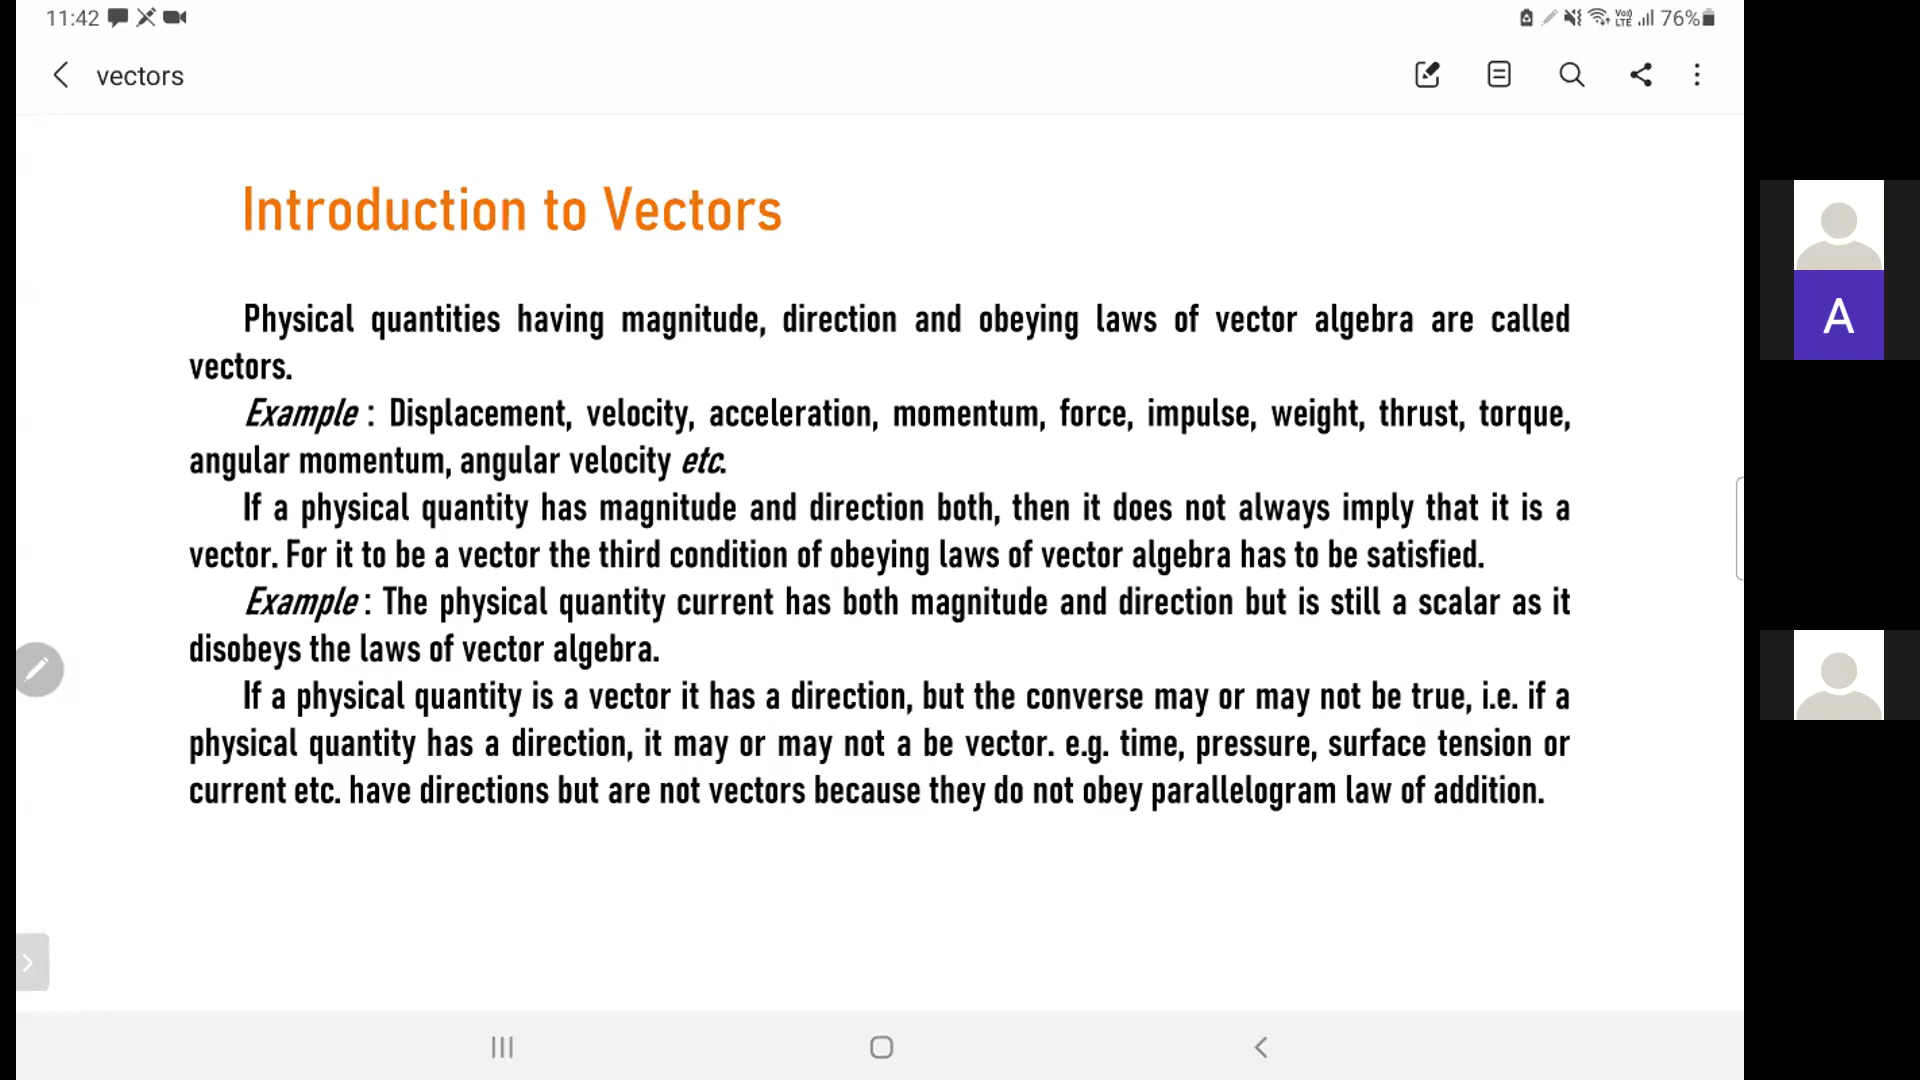 11:42
76%
vectors
Introduction to Vectors
Physical quantities having magnitude, direction and obeying laws of vector algebra are called
vectors.
Example : Displacement, velocity, acceleration, momentum, force, impulse, weight, thrust, torque,
angular momentum, angular velocity etc.
If a physical quantity has magnitude and direction both, then it does not always imply that it is a
vector. For it to be a vector the third condition of obeying laws of vector algebra has to be satisfied.
Example : The physical quantity current has both magnitude and direction but is still a scalar as it
disobeys the laws of vector algebra.
If a physical quantity is a vector it has a direction, but the converse may or may not be true, i.e. if a
physical quantity has a direction, it may or may not a be vector. e.g. time, pressure, surface tension or
current etc. have directions but are not vectors because they do not obey parallelogram law of addition.
A